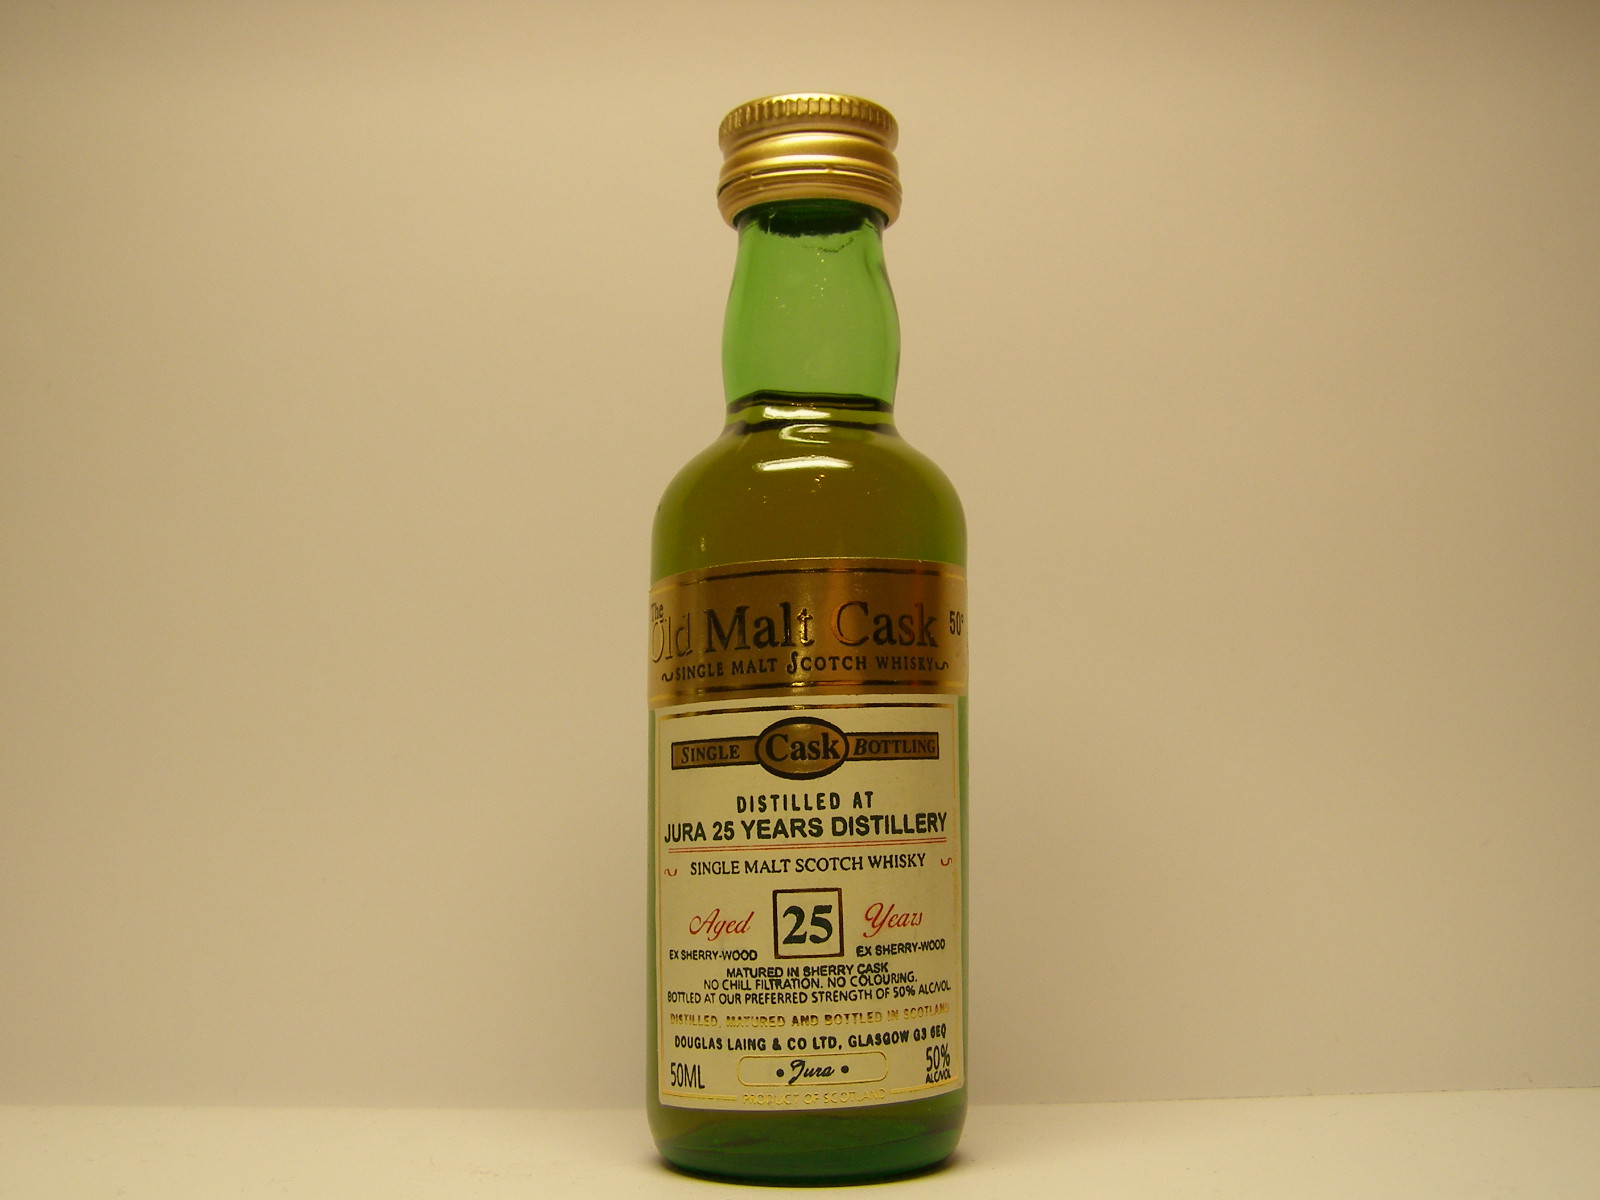 The
Old Malt Cask 50°
SINGLE MALT SCOTCH WHISKY
SINGLE Cask BOTTLING
DISTILLED AT
JURA 25 YEARS DISTILLERY
SINGLE MALT SCOTCH WHISKY
Aged 25 Years
EX SHERRY-WOOD EX SHERRY-WOOD
MATURED IN SHERRY CASK
NO CHILL FILTRATION. NO COLOURING.
BOTTLED AT OUR PREFERRED STRENGTH OF 50% ALC/VOL
DISTILLED, MATURED AND BOTTLED IN SCOTLAND
DOUGLAS LAING & CO LTD, GLASGOW G3 6EQ
50ML • Jura • 50%
ALC/VOL
PRODUCT OF SCOTLAND